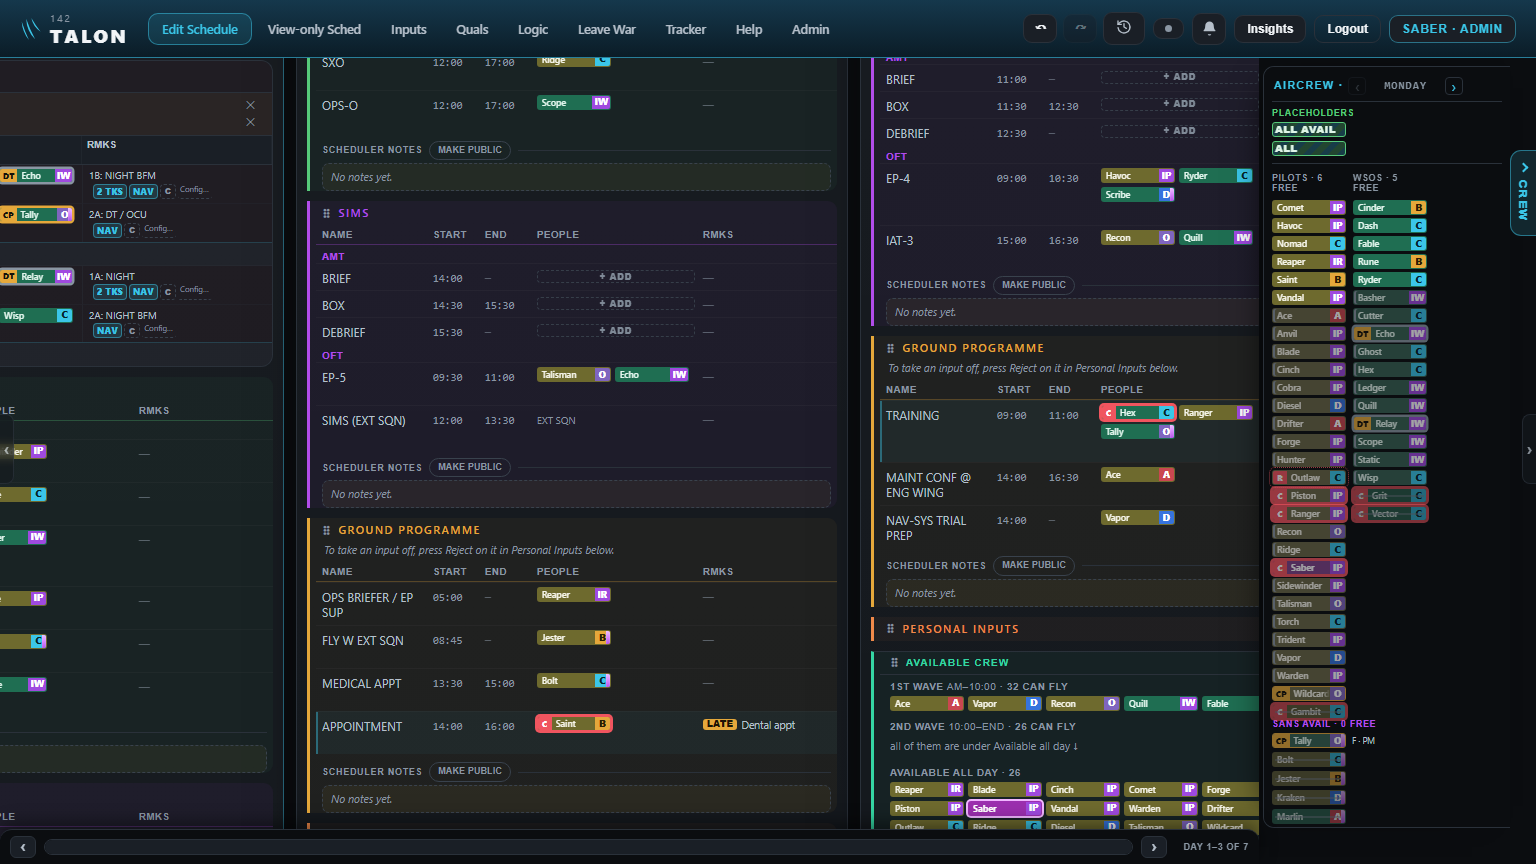 142
TALON
Edit Schedule
View-only Sched
Inputs
Quals
Logic
Leave War
Tracker
Help
Admin
Insights
Logout
SABER · ADMIN
RMKS
DT Echo IW
1B: NIGHT BFM
2 TKS NAV C Config...
CP Tally O
2A: DT / OCU
NAV C Config...
DT Relay IW
1A: NIGHT
2 TKS NAV C Config...
Wisp C
2A: NIGHT BFM
NAV C Config...
PLE RMKS
er IP —
C —
IW —
IP —
C —
IW —
PLE RMKS
SXO 12:00 17:00 Ridge C —
OPS-O 12:00 17:00 Scope IW —
SCHEDULER NOTES MAKE PUBLIC
No notes yet.
SIMS
NAME START END PEOPLE RMKS
AMT
BRIEF 14:00 — + ADD —
BOX 14:30 15:30 + ADD —
DEBRIEF 15:30 — + ADD —
OFT
EP-5 09:30 11:00 Talisman O Echo IW —
SIMS (EXT SQN) 12:00 13:30 EXT SQN —
SCHEDULER NOTES MAKE PUBLIC
No notes yet.
GROUND PROGRAMME
To take an input off, press Reject on it in Personal Inputs below.
NAME START END PEOPLE RMKS
OPS BRIEFER / EP SUP 05:00 — Reaper IR —
FLY W EXT SQN 08:45 — Jester B —
MEDICAL APPT 13:30 15:00 Bolt C —
APPOINTMENT 14:00 16:00 C Saint B LATE Dental appt
SCHEDULER NOTES MAKE PUBLIC
No notes yet.
AMT
BRIEF 11:00 — + ADD
BOX 11:30 12:30 + ADD
DEBRIEF 12:30 — + ADD
OFT
EP-4 09:00 10:30 Havoc IP Ryder C
Scribe D
IAT-3 15:00 16:30 Recon O Quill IW
SCHEDULER NOTES MAKE PUBLIC
No notes yet.
GROUND PROGRAMME
To take an input off, press Reject on it in Personal Inputs below.
NAME START END PEOPLE
TRAINING 09:00 11:00 C Hex C Ranger IP
Tally O
MAINT CONF @ ENG WING 14:00 16:30 Ace A
NAV-SYS TRIAL PREP 14:00 — Vapor D
SCHEDULER NOTES MAKE PUBLIC
No notes yet.
PERSONAL INPUTS
AVAILABLE CREW
1ST WAVE AM–10:00 · 32 CAN FLY
Ace A Vapor D Recon O Quill IW Fable
2ND WAVE 10:00–END · 26 CAN FLY
all of them are under Available all day ↓
AVAILABLE ALL DAY · 26
Reaper IR Blade IP Cinch IP Comet IP Forge
Piston IP Saber IP Vandal IP Warden IP Drifter
Outlaw C Ridge C Diesel D Talisman O Wildcard
AIRCREW · ‹ MONDAY ›
PLACEHOLDERS
ALL AVAIL
ALL
PILOTS · 6 FREE
WSOS · 5 FREE
Comet IP Cinder B
Havoc IP Dash C
Nomad C Fable C
Reaper IR Rune B
Saint B Ryder C
Vandal IP Basher IW
Ace A Cutter C
Anvil IP DT Echo IW
Blade IP Ghost C
Cinch IP Hex C
Cobra IP Ledger IW
Diesel D Quill IW
Drifter A DT Relay IW
Forge IP Scope IW
Hunter IP Static IW
R Outlaw C Wisp C
C Piston IP C Grit C
C Ranger IP C Vector C
Recon O
Ridge C
C Saber IP
Sidewinder IP
Talisman O
Torch C
Trident IP
Vapor D
Warden IP
CP Wildcard O
C Gambit C
SANS AVAIL · 0 FREE
CP Tally O F · PM
Bolt C
Jester B
Kraken D
Marlin A
CREW
DAY 1–3 OF 7